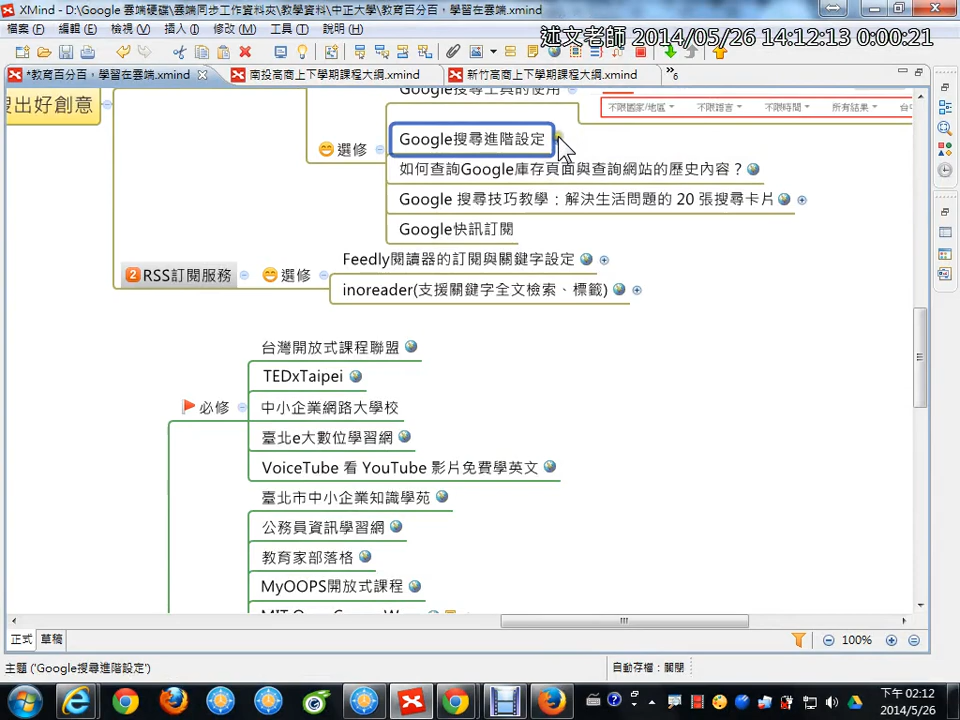 XMind - D:\Google 雲端硬碟\雲端同步工作資料夾\教學資料\中正大學\教育百分百，學習在雲端.xmind
檔案(F) 編輯(E) 檢視(V) 插入(I) 修改(M) 工具(T) 說明(H)
述文老師 2014/05/26 14:12:13 0:00:21
*教育百分百，學習在雲端.xmind
南投高商上下學期課程大綱.xmind
新竹高商上下學期課程大綱.xmind
»6
搜出好創意
Google搜尋工具的使用
不限國家/地區 不限語言 不限時間 所有結果
Google搜尋進階設定
選修
如何查詢Google庫存頁面與查詢網站的歷史內容？
Google 搜尋技巧教學：解決生活問題的 20 張搜尋卡片
Google快訊訂閱
2 RSS訂閱服務
選修
Feedly閱讀器的訂閱與關鍵字設定
inoreader(支援關鍵字全文檢索、標籤)
台灣開放式課程聯盟
TEDxTaipei
必修
中小企業網路大學校
臺北e大數位學習網
VoiceTube 看 YouTube 影片免費學英文
臺北市中小企業知識學苑
公務員資訊學習網
教育家部落格
MyOOPS開放式課程
正式 草稿
100%
主題 ('Google搜尋進階設定')
自動存檔：關閉
下午 02:12
2014/5/26